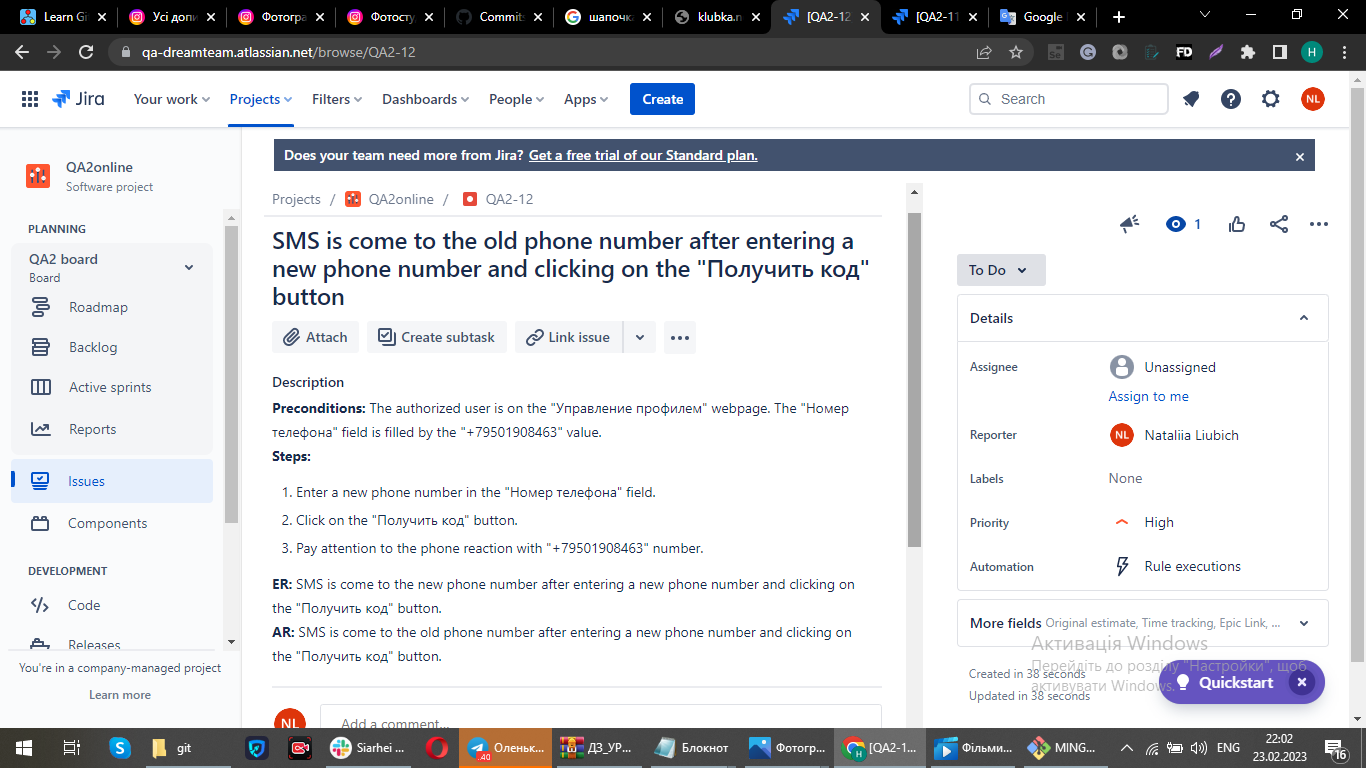 Learn Gi
Усі допи
Фотогра
Фотосту
Commit
шапочк
klubka.n
[QA2-12
[QA2-11
Google
qa-dreamteam.atlassian.net/browse/QA2-12
FD
H
Jira
Your work
Projects
Filters
Dashboards
People
Apps
Create
Search
NL
Does your team need more from Jira? Get a free trial of our Standard plan.
QA2online
Software project
PLANNING
QA2 board
Board
Roadmap
Backlog
Active sprints
Reports
Issues
Components
DEVELOPMENT
Code
Releases
You're in a company-managed project
Learn more
Projects / QA2online / QA2-12
SMS is come to the old phone number after entering a
new phone number and clicking on the "Получить код"
button
Attach
Create subtask
Link issue
Description
Preconditions: The authorized user is on the "Управление профилем" webpage. The "Номер
телефона" field is filled by the "+79501908463" value.
Steps:
1. Enter a new phone number in the "Номер телефона" field.
2. Click on the "Получить код" button.
3. Pay attention to the phone reaction with "+79501908463" number.
ER: SMS is come to the new phone number after entering a new phone number and clicking on
the "Получить код" button.
AR: SMS is come to the old phone number after entering a new phone number and clicking on
the "Получить код" button.
NL
Add a comment...
1
To Do
Details
Assignee
Unassigned
Assign to me
Reporter
NL Nataliia Liubich
Labels
None
Priority
High
Automation
Rule executions
More fields Original estimate, Time tracking, Epic Link, ...
Активація Windows
Перейдіть до розділу "Настройки", щоб
активувати Windows.
Created in 38 seconds
Updated in 38 seconds
Quickstart
git
Siarhei ...
.40
Оленьк...
ДЗ_УР...
Блокнот
Фотогр...
H
[QA2-1...
Фільми...
MING...
ENG
22:02
23.02.2023
16